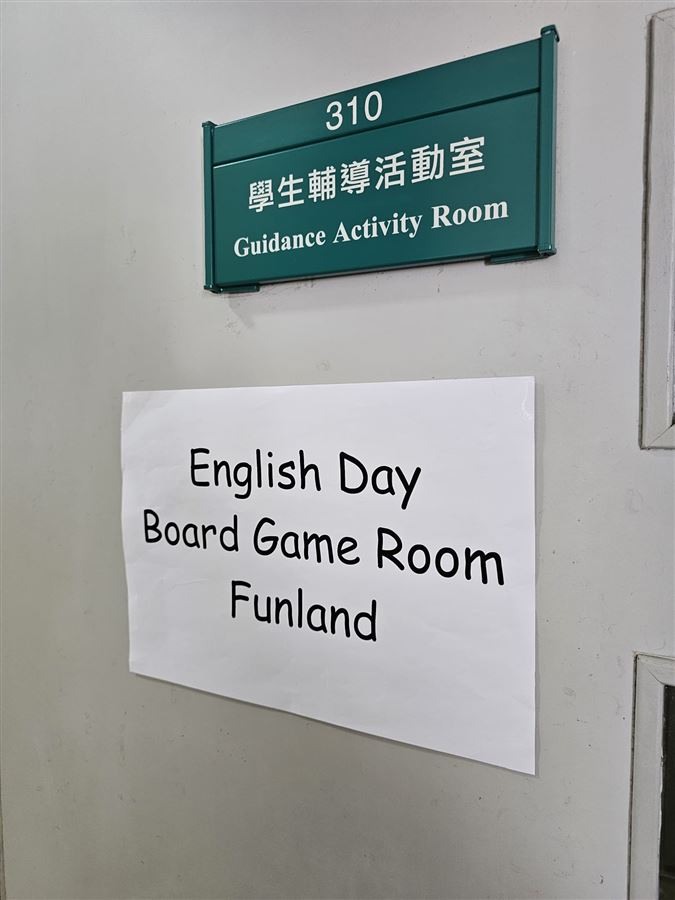 310
學生輔導活動室
Guidance Activity Room
English Day
Board Game Room
Funland